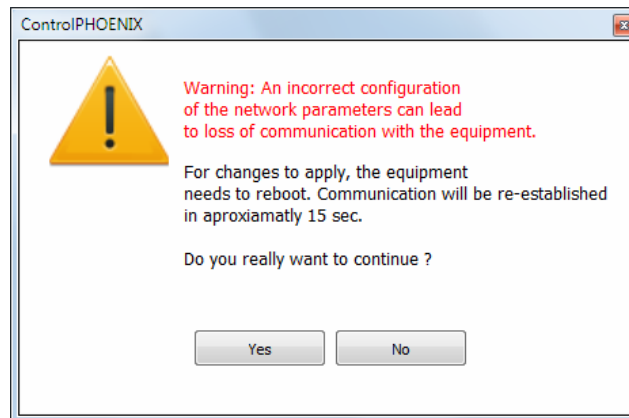 ControlPHOENIX
Warning: An incorrect configuration
of the network parameters can lead
to loss of communication with the equipment.
For changes to apply, the equipment
needs to reboot. Communication will be re-established
in aproxiamatly 15 sec.
Do you really want to continue ?
Yes
No